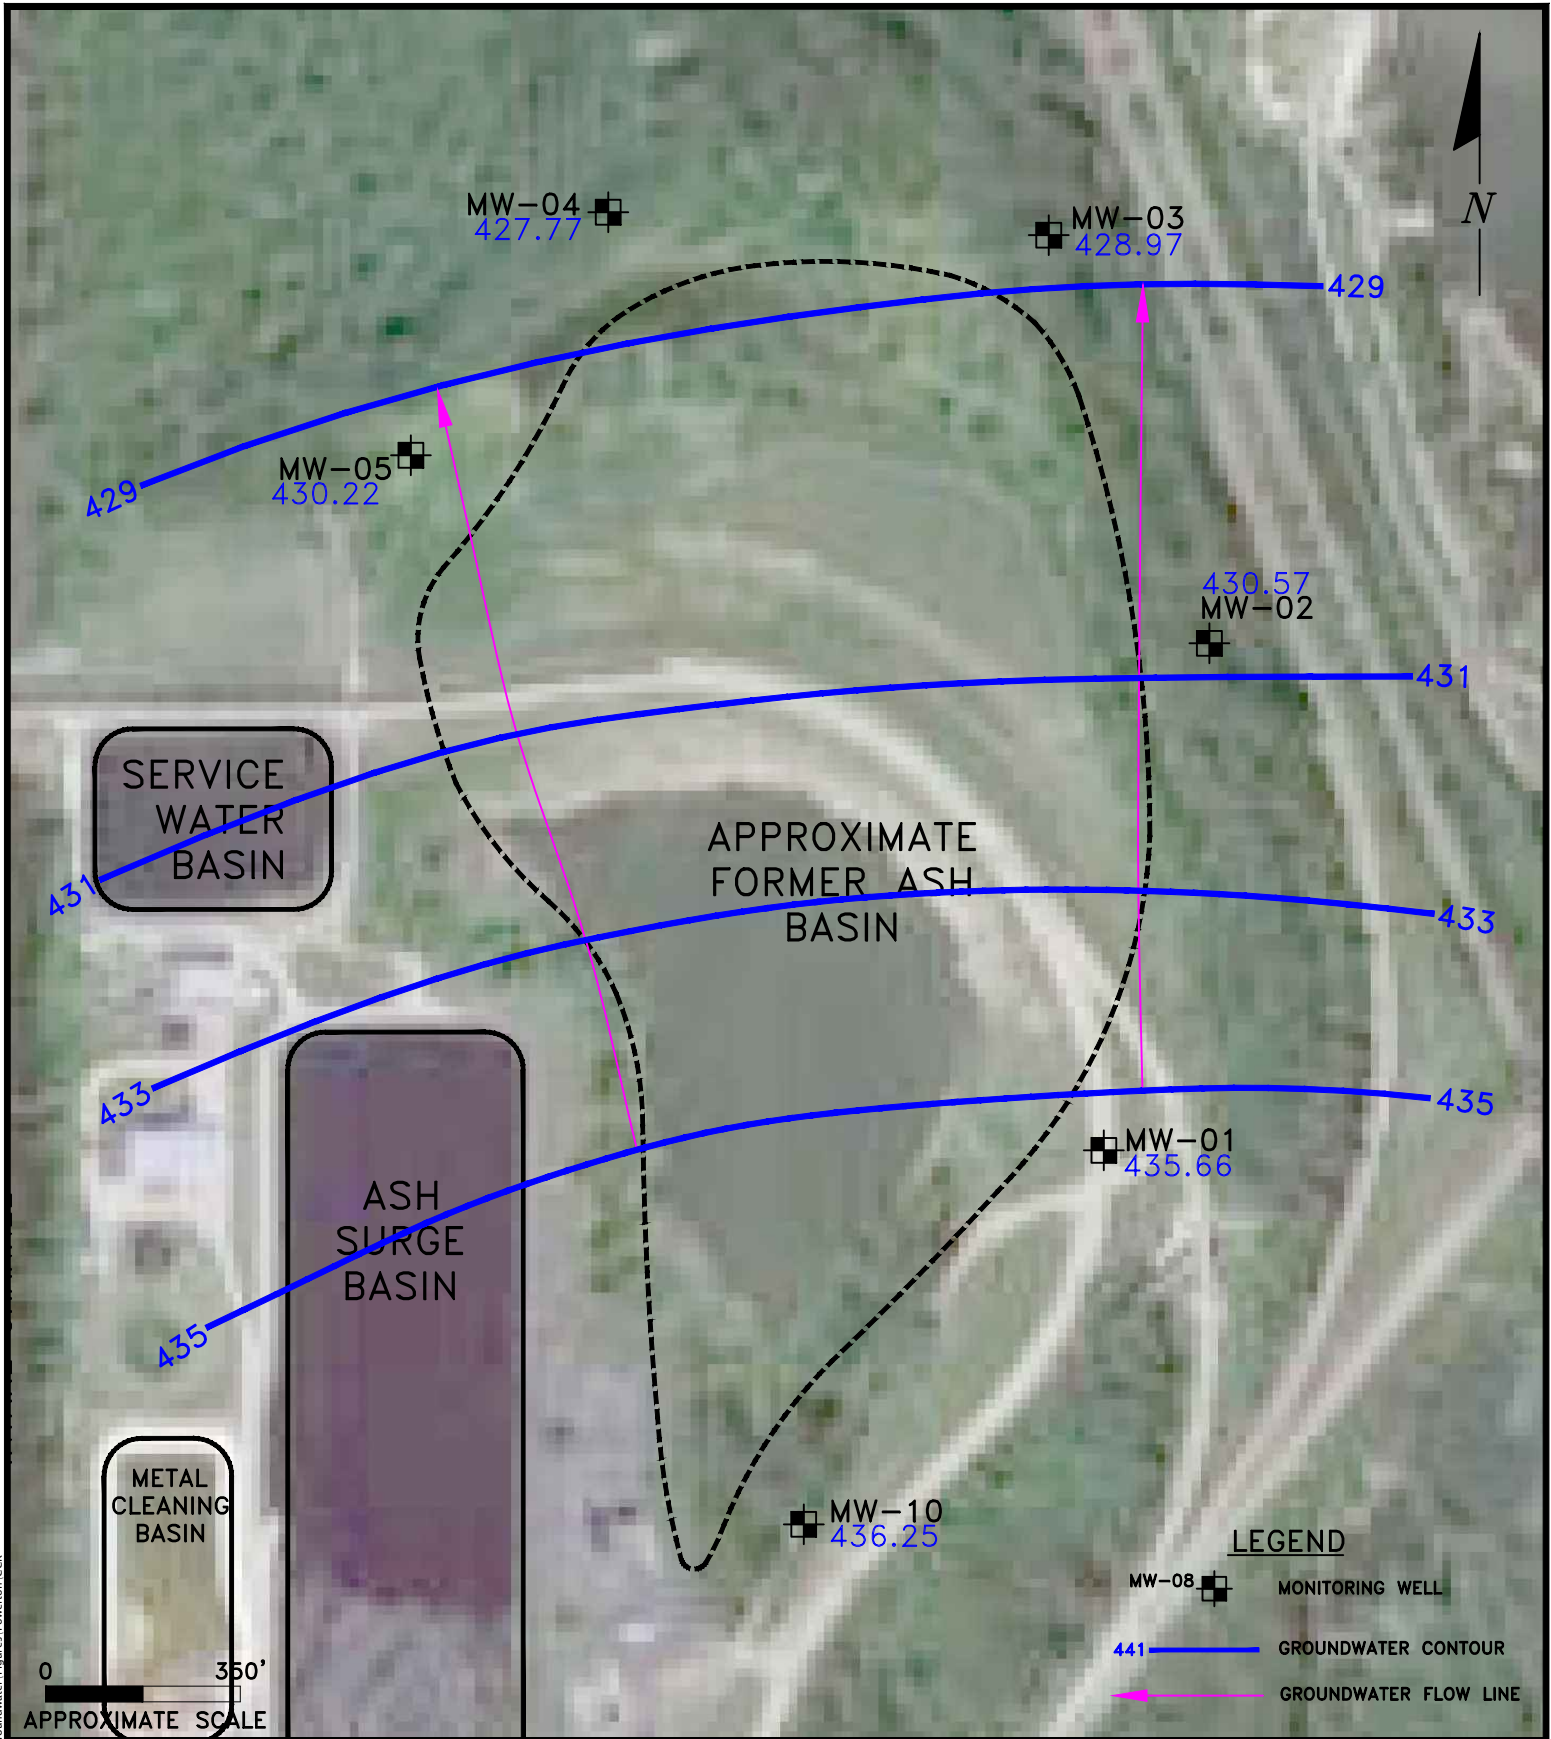 N
MW-04
427.77
MW-03
428.97
429
MW-05
430.22
429
430.57
MW-02
431
SERVICE
WATER
BASIN
431
APPROXIMATE
FORMER ASH
BASIN
433
433
435
MW-01
435.66
ASH
SURGE
BASIN
435
METAL
CLEANING
BASIN
MW-10
436.25
LEGEND
MW-08 MONITORING WELL
441 GROUNDWATER CONTOUR
GROUNDWATER FLOW LINE
0 350'
APPROXIMATE SCALE